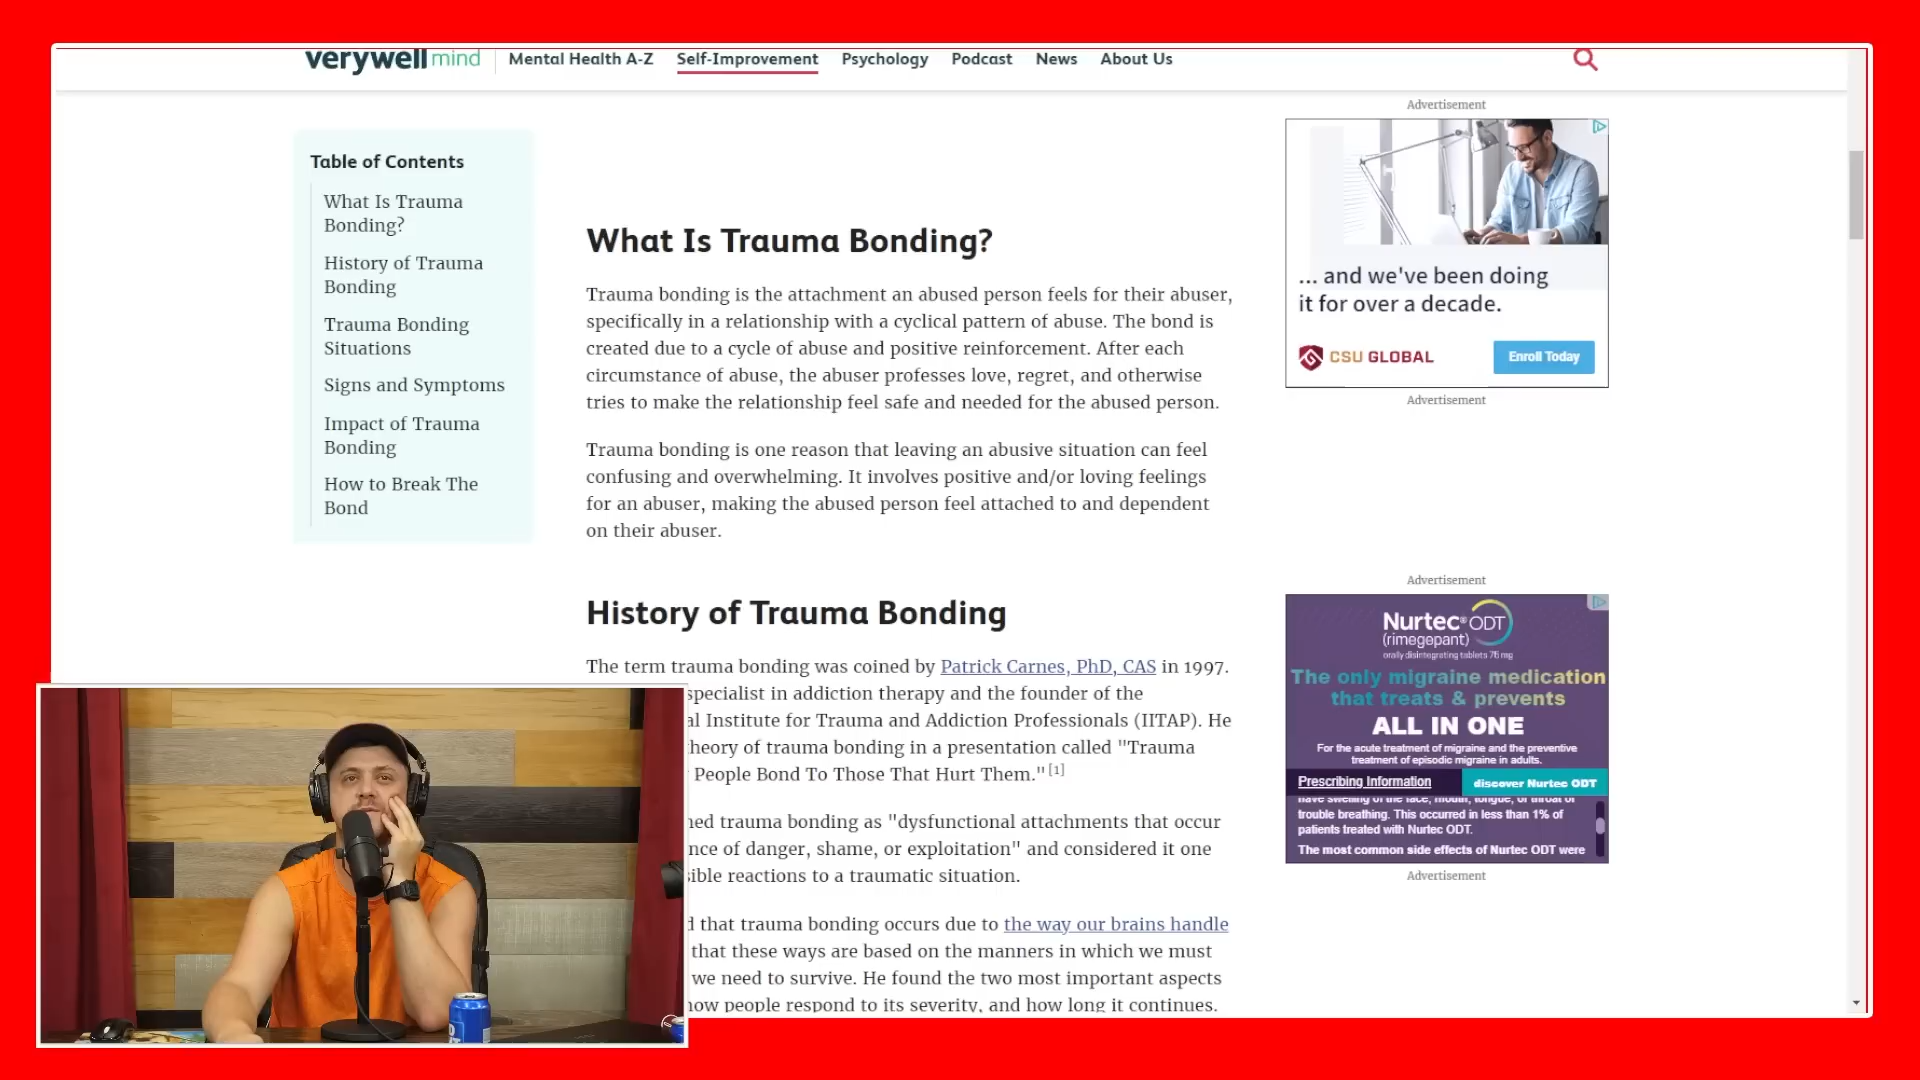 verywell mind
Mental Health A-Z
Self-Improvement
Psychology
Podcast
News
About Us
Table of Contents
What Is Trauma
Bonding?
History of Trauma
Bonding
Trauma Bonding
Situations
Signs and Symptoms
Impact of Trauma
Bonding
How to Break The
Bond
What Is Trauma Bonding?
Trauma bonding is the attachment an abused person feels for their abuser,
specifically in a relationship with a cyclical pattern of abuse. The bond is
created due to a cycle of abuse and positive reinforcement. After each
circumstance of abuse, the abuser professes love, regret, and otherwise
tries to make the relationship feel safe and needed for the abused person.
Trauma bonding is one reason that leaving an abusive situation can feel
confusing and overwhelming. It involves positive and/or loving feelings
for an abuser, making the abused person feel attached to and dependent
on their abuser.
History of Trauma Bonding
The term trauma bonding was coined by Patrick Carnes, PhD, CAS in 1997.
specialist in addiction therapy and the founder of the
al Institute for Trauma and Addiction Professionals (IITAP). He
heory of trauma bonding in a presentation called "Trauma
People Bond To Those That Hurt Them." [1]
ned trauma bonding as "dysfunctional attachments that occur
nce of danger, shame, or exploitation" and considered it one
sible reactions to a traumatic situation.
d that trauma bonding occurs due to the way our brains handle
that these ways are based on the manners in which we must
we need to survive. He found the two most important aspects
how people respond to its severity, and how long it continues.
Advertisement
... and we've been doing
it for over a decade.
CSU GLOBAL
Enroll Today
Advertisement
Advertisement
Nurtec® ODT
(rimegepant)
orally disintegrating tablets 75 mg
The only migraine medication
that treats & prevents
ALL IN ONE
For the acute treatment of migraine and the preventive
treatment of episodic migraine in adults.
Prescribing Information
discover Nurtec ODT
have swelling of the face, mouth, tongue, or throat or
trouble breathing. This occurred in less than 1% of
patients treated with Nurtec ODT.
The most common side effects of Nurtec ODT were
Advertisement